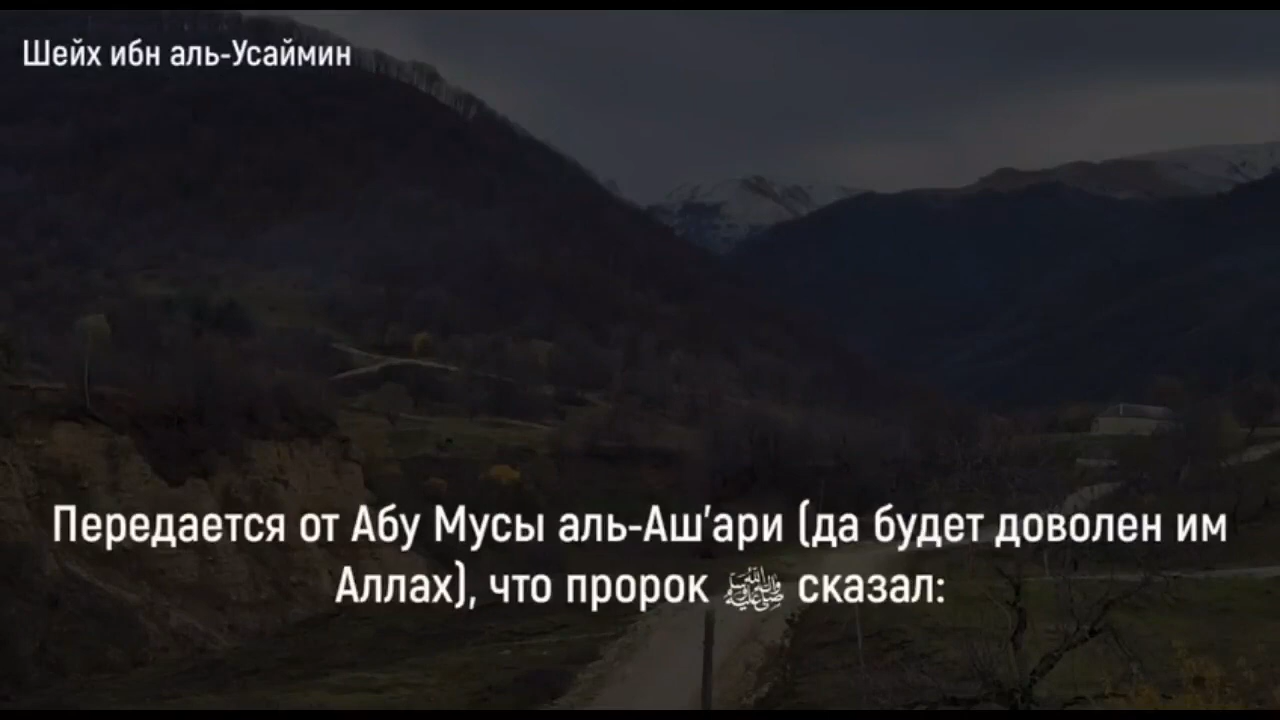 Шейх ибн аль-Усаймин
Передается от Абу Мусы аль-Аш'ари (да будет доволен им
Аллах), что пророк ﷺ сказал: